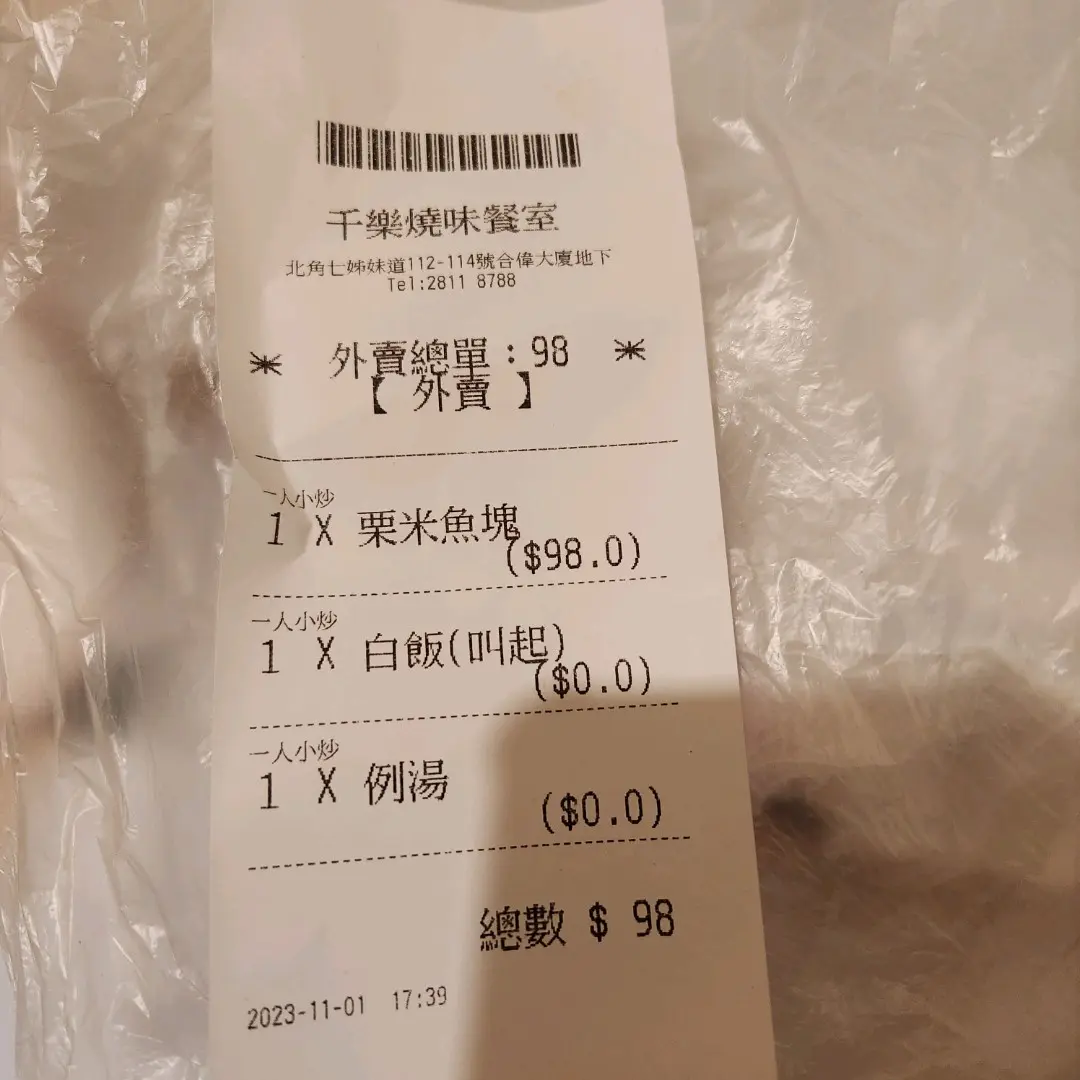 千樂燒味餐室
北角七姊妹道112-114號合偉大廈地下
Tel:2811 8788
* 外賣總單:98 *
【 外賣 】
一人小炒
1 X 栗米魚塊
($98.0)
一人小炒
1 X 白飯(叫起)
($0.0)
一人小炒
1 X 例湯
($0.0)
總數 $ 98
2023-11-01 17:39